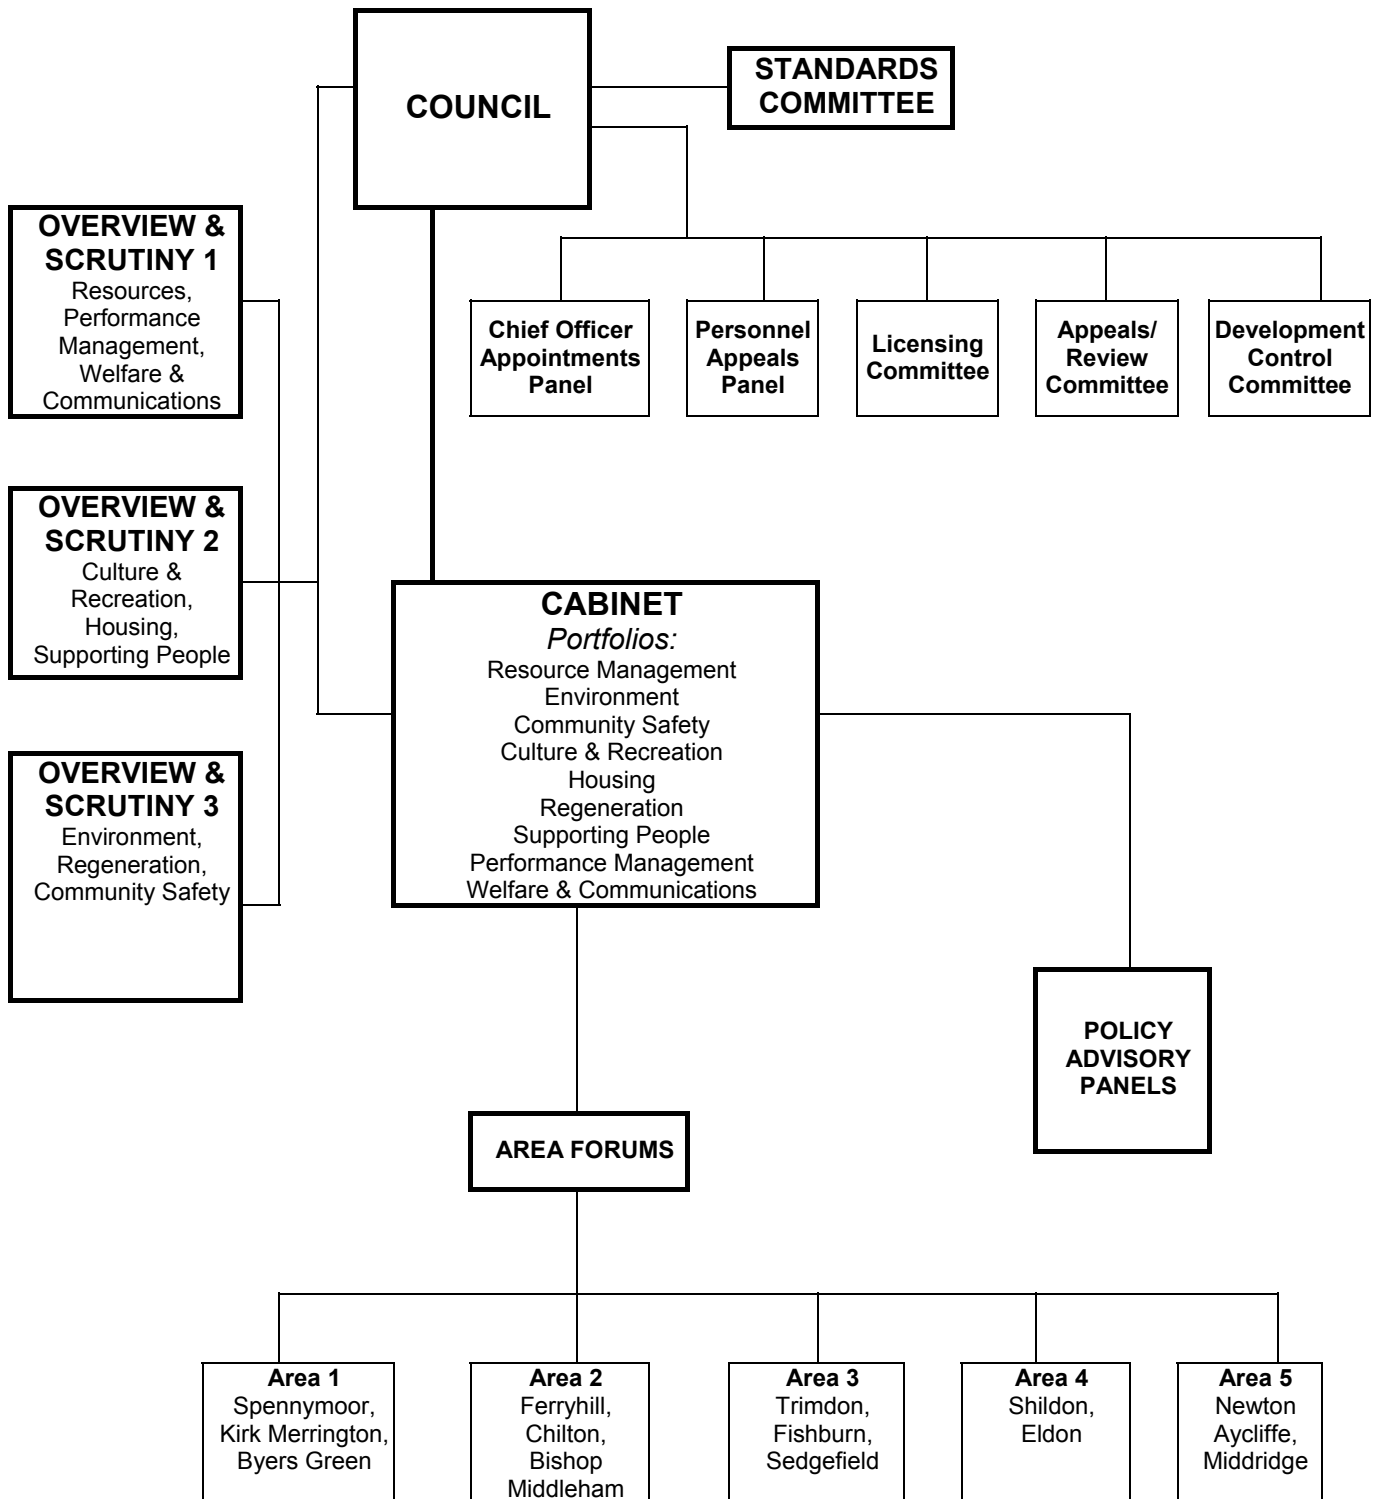 COUNCIL
STANDARDS
COMMITTEE
OVERVIEW &
SCRUTINY 1
Resources,
Performance
Management,
Welfare &
Communications
Chief Officer
Appointments
Panel
Personnel
Appeals
Panel
Licensing
Committee
Appeals/
Review
Committee
Development
Control
Committee
OVERVIEW &
SCRUTINY 2
Culture &
Recreation,
Housing,
Supporting People
CABINET
Portfolios:
Resource Management
Environment
Community Safety
Culture & Recreation
Housing
Regeneration
Supporting People
Performance Management
Welfare & Communications
OVERVIEW &
SCRUTINY 3
Environment,
Regeneration,
Community Safety
POLICY
ADVISORY
PANELS
AREA FORUMS
Area 1
Spennymoor,
Kirk Merrington,
Byers Green
Area 2
Ferryhill,
Chilton,
Bishop
Middleham
Area 3
Trimdon,
Fishburn,
Sedgefield
Area 4
Shildon,
Eldon
Area 5
Newton
Aycliffe,
Middridge